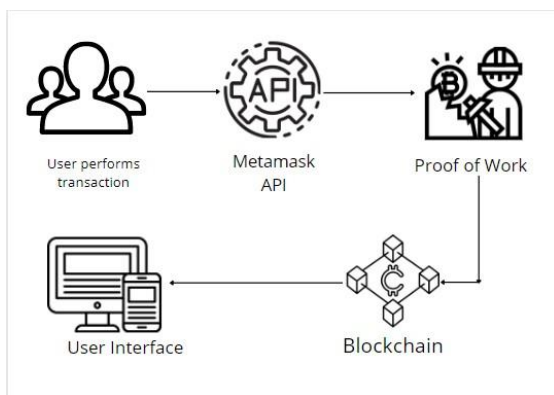 API
User performs
transaction
Metamask
API
Proof of Work
User Interface
Blockchain